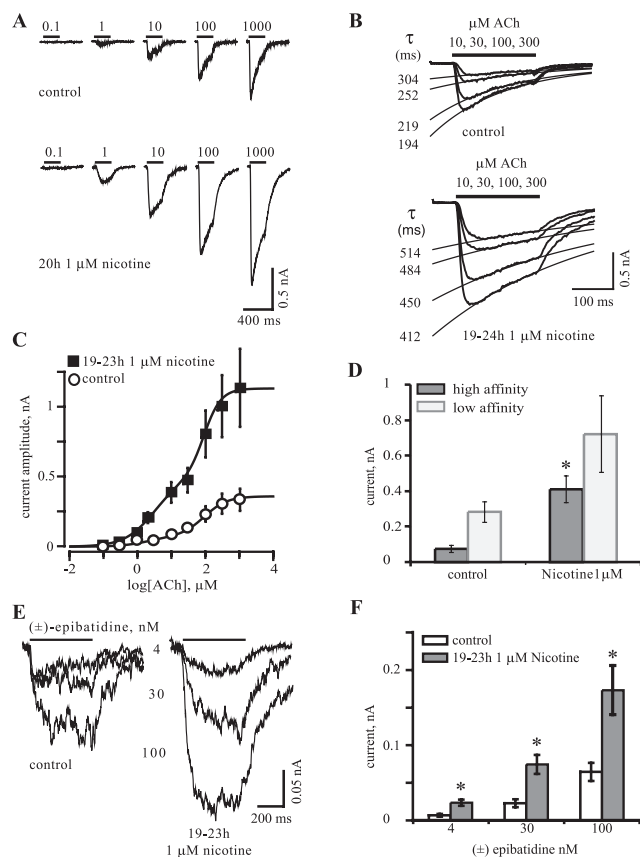 A
0.1 1 10 100 1000
control
0.1 1 10 100 1000
20h 1 μM nicotine
0.5 nA
400 ms
B
μM ACh
τ
(ms)
10, 30, 100, 300
304
252
219
194
control
μM ACh
10, 30, 100, 300
τ
(ms)
514
484
450
412
0.5 nA
100 ms
19-24h 1 μM nicotine
C
19-23h 1 μM nicotine
control
current amplitude, nA
1
0.5
0
-2 0 2 4
log[ACh], μM
D
high affinity
low affinity
current, nA
1
0.8
0.6
0.4
0.2
0
*
control Nicotine 1μM
E
(±)-epibatidine, nM
4
30
100
control
19-23h
1 μM nicotine
0.05 nA
200 ms
F
control
19-23h 1 μM Nicotine
current, nA
0.2
0.1
0
* * *
4 30 100
(±) epibatidine nM